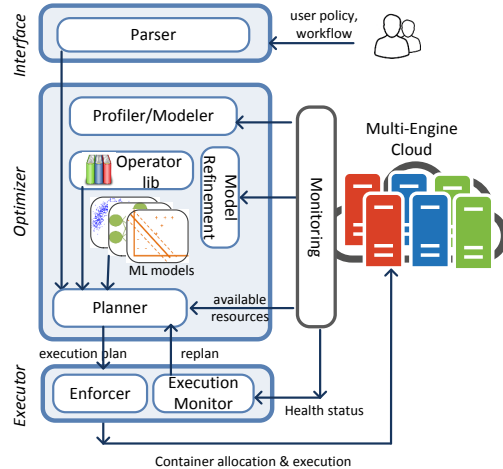 Interface
Parser
user policy,
workflow
Optimizer
Profiler/Modeler
Operator
lib
Model
Refinement
ML models
Planner
Monitoring
Multi-Engine
Cloud
available
resources
execution plan
replan
Executor
Enforcer
Execution
Monitor
Health status
Container allocation & execution